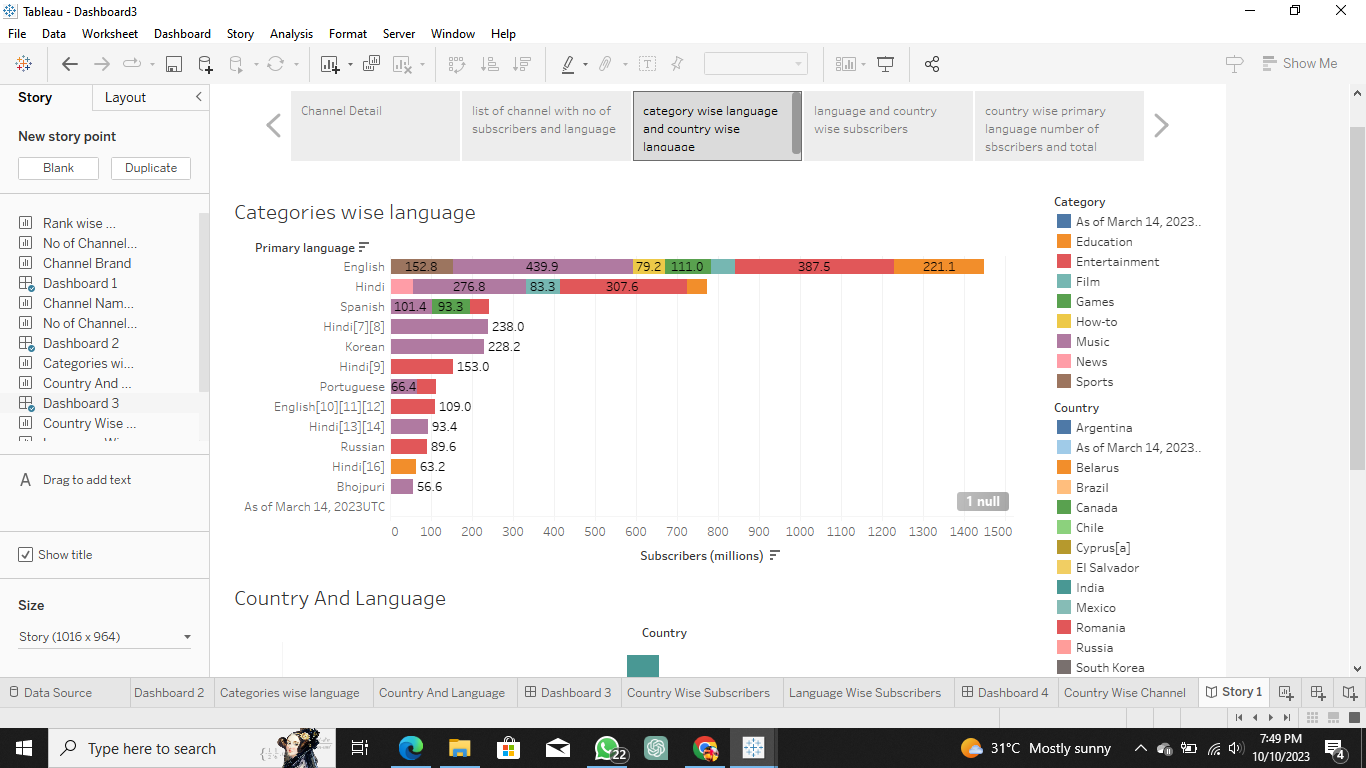 Tableau - Dashboard3
File Data Worksheet Dashboard Story Analysis Format Server Window Help
Show Me
Story Layout
New story point
Blank Duplicate
Rank wise ...
No of Channel...
Channel Brand
Dashboard 1
Channel Nam...
No of Channel...
Dashboard 2
Categories wi...
Country And ...
Dashboard 3
Country Wise ...
A Drag to add text
Show title
Size
Story (1016 x 964)
Channel Detail
list of channel with no of
subscribers and language
category wise language
and country wise
language
language and country
wise subscribers
country wise primary
language number of
sbscribers and total
Categories wise language
Primary language
English 152.8 439.9 79.2 111.0 387.5 221.1
Hindi 276.8 83.3 307.6
Spanish 101.4 93.3
Hindi[7][8] 238.0
Korean 228.2
Hindi[9] 153.0
Portuguese 66.4
English[10][11][12] 109.0
Hindi[13][14] 93.4
Russian 89.6
Hindi[16] 63.2
Bhojpuri 56.6
As of March 14, 2023UTC
1 null
0 100 200 300 400 500 600 700 800 900 1000 1100 1200 1300 1400 1500
Subscribers (millions)
Country And Language
Country
Category
As of March 14, 2023..
Education
Entertainment
Film
Games
How-to
Music
News
Sports
Country
Argentina
As of March 14, 2023..
Belarus
Brazil
Canada
Chile
Cyprus[a]
El Salvador
India
Mexico
Romania
Russia
South Korea
Data Source Dashboard 2 Categories wise language Country And Language Dashboard 3 Country Wise Subscribers Language Wise Subscribers Dashboard 4 Country Wise Channel Story 1
Type here to search
22
31°C Mostly sunny
7:49 PM
10/10/2023
4